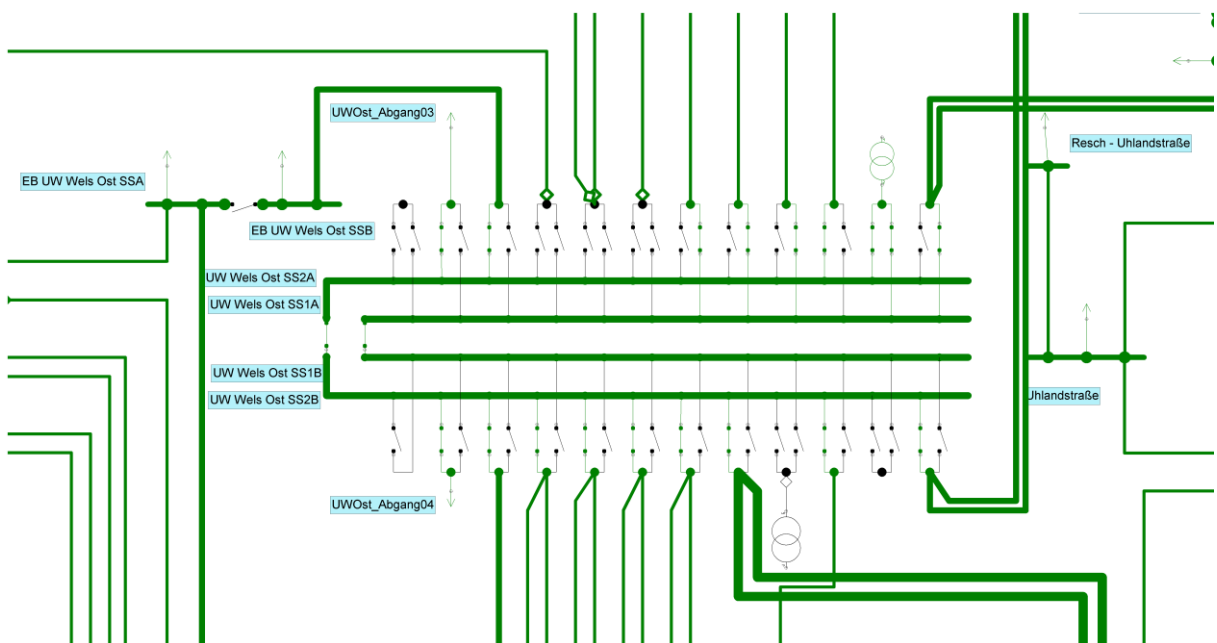 UWOst_Abgang03
Resch - Uhlandstraße
EB UW Wels Ost SSA
EB UW Wels Ost SSB
UW Wels Ost SS2A
UW Wels Ost SS1A
UW Wels Ost SS1B
UW Wels Ost SS2B
Uhlandstraße
UWOst_Abgang04